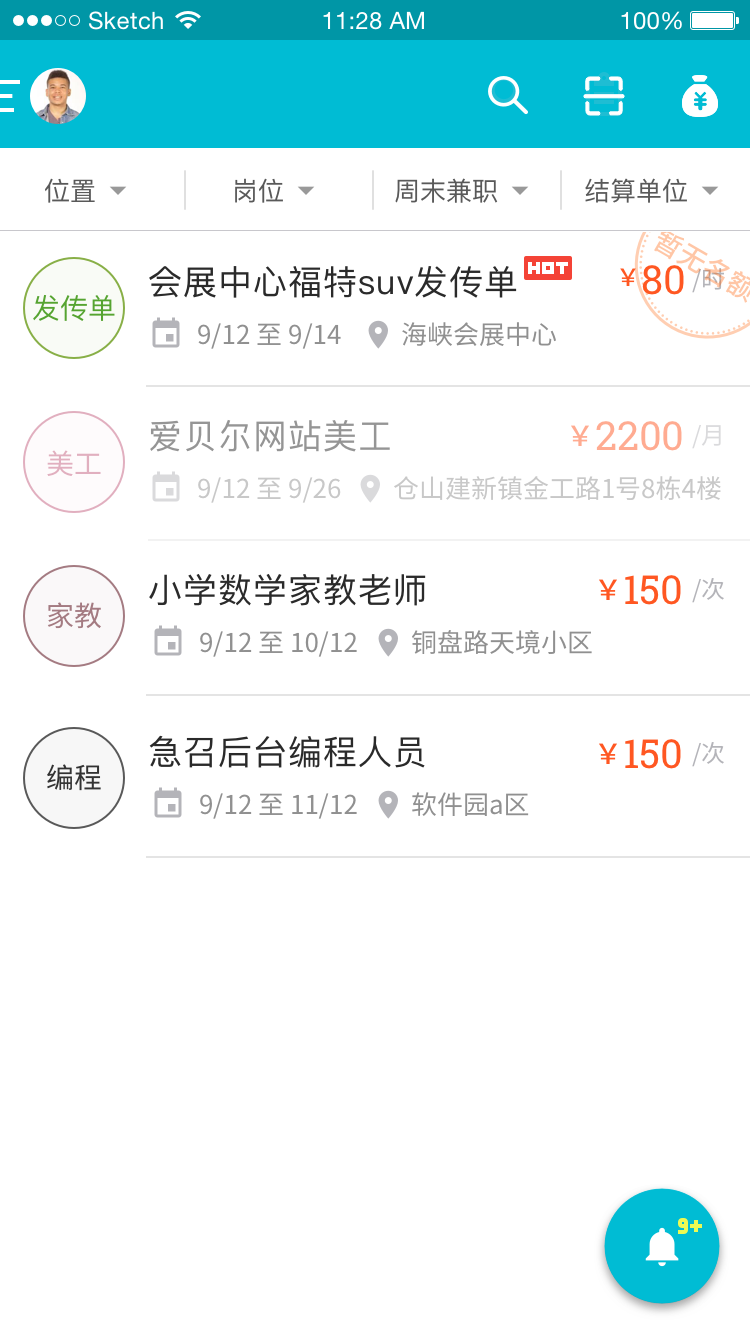 Sketch 11:28 AM 100%
¥
位置 岗位 周末兼职 结算单位
发传单 会展中心福特suv发传单 HOT ¥80 /时
暂无名额
9/12 至 9/14 海峡会展中心
美工 爱贝尔网站美工 ¥2200 /月
9/12 至 9/26 仓山建新镇金工路1号8栋4楼
家教 小学数学家教老师 ¥150 /次
9/12 至 10/12 铜盘路天境小区
编程 急召后台编程人员 ¥150 /次
9/12 至 11/12 软件园a区
9+